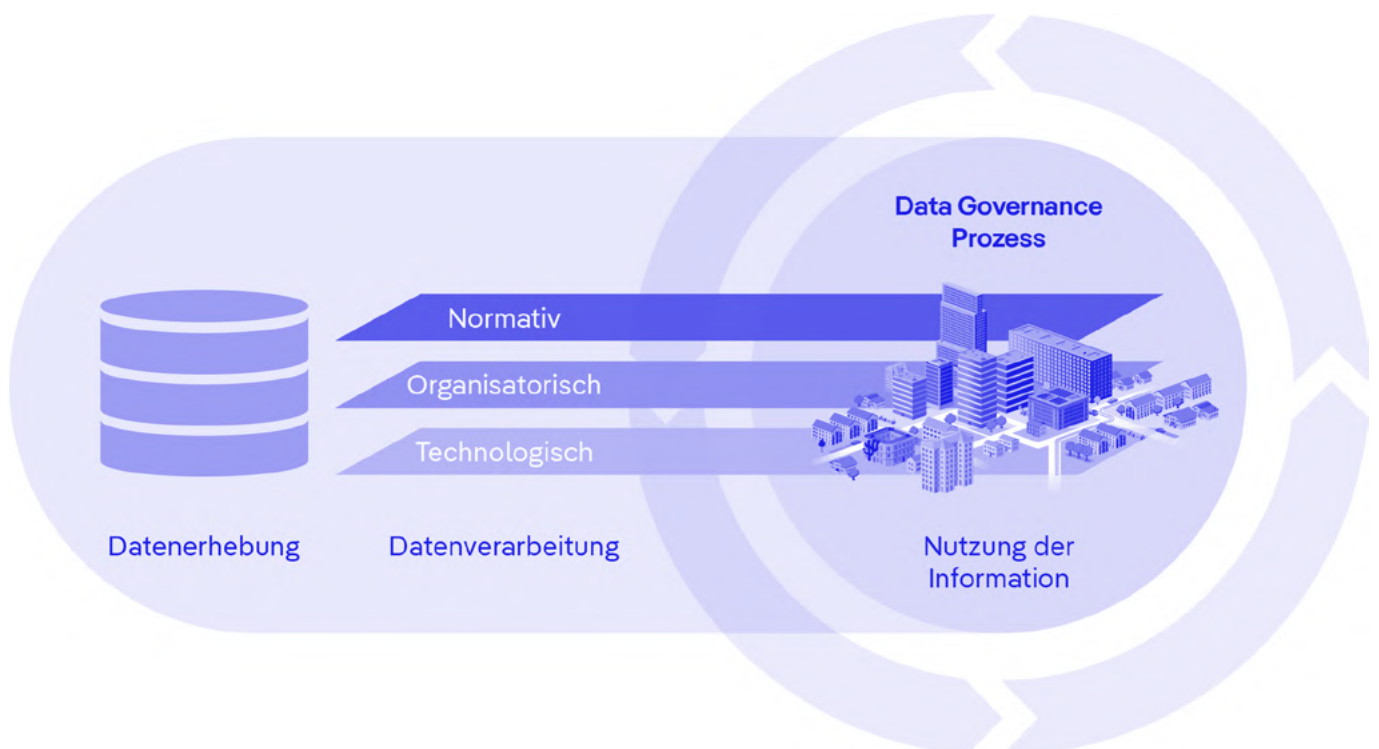 Data Governance
Prozess
Normativ
Organisatorisch
Technologisch
Datenerhebung
Datenverarbeitung
Nutzung der
Information